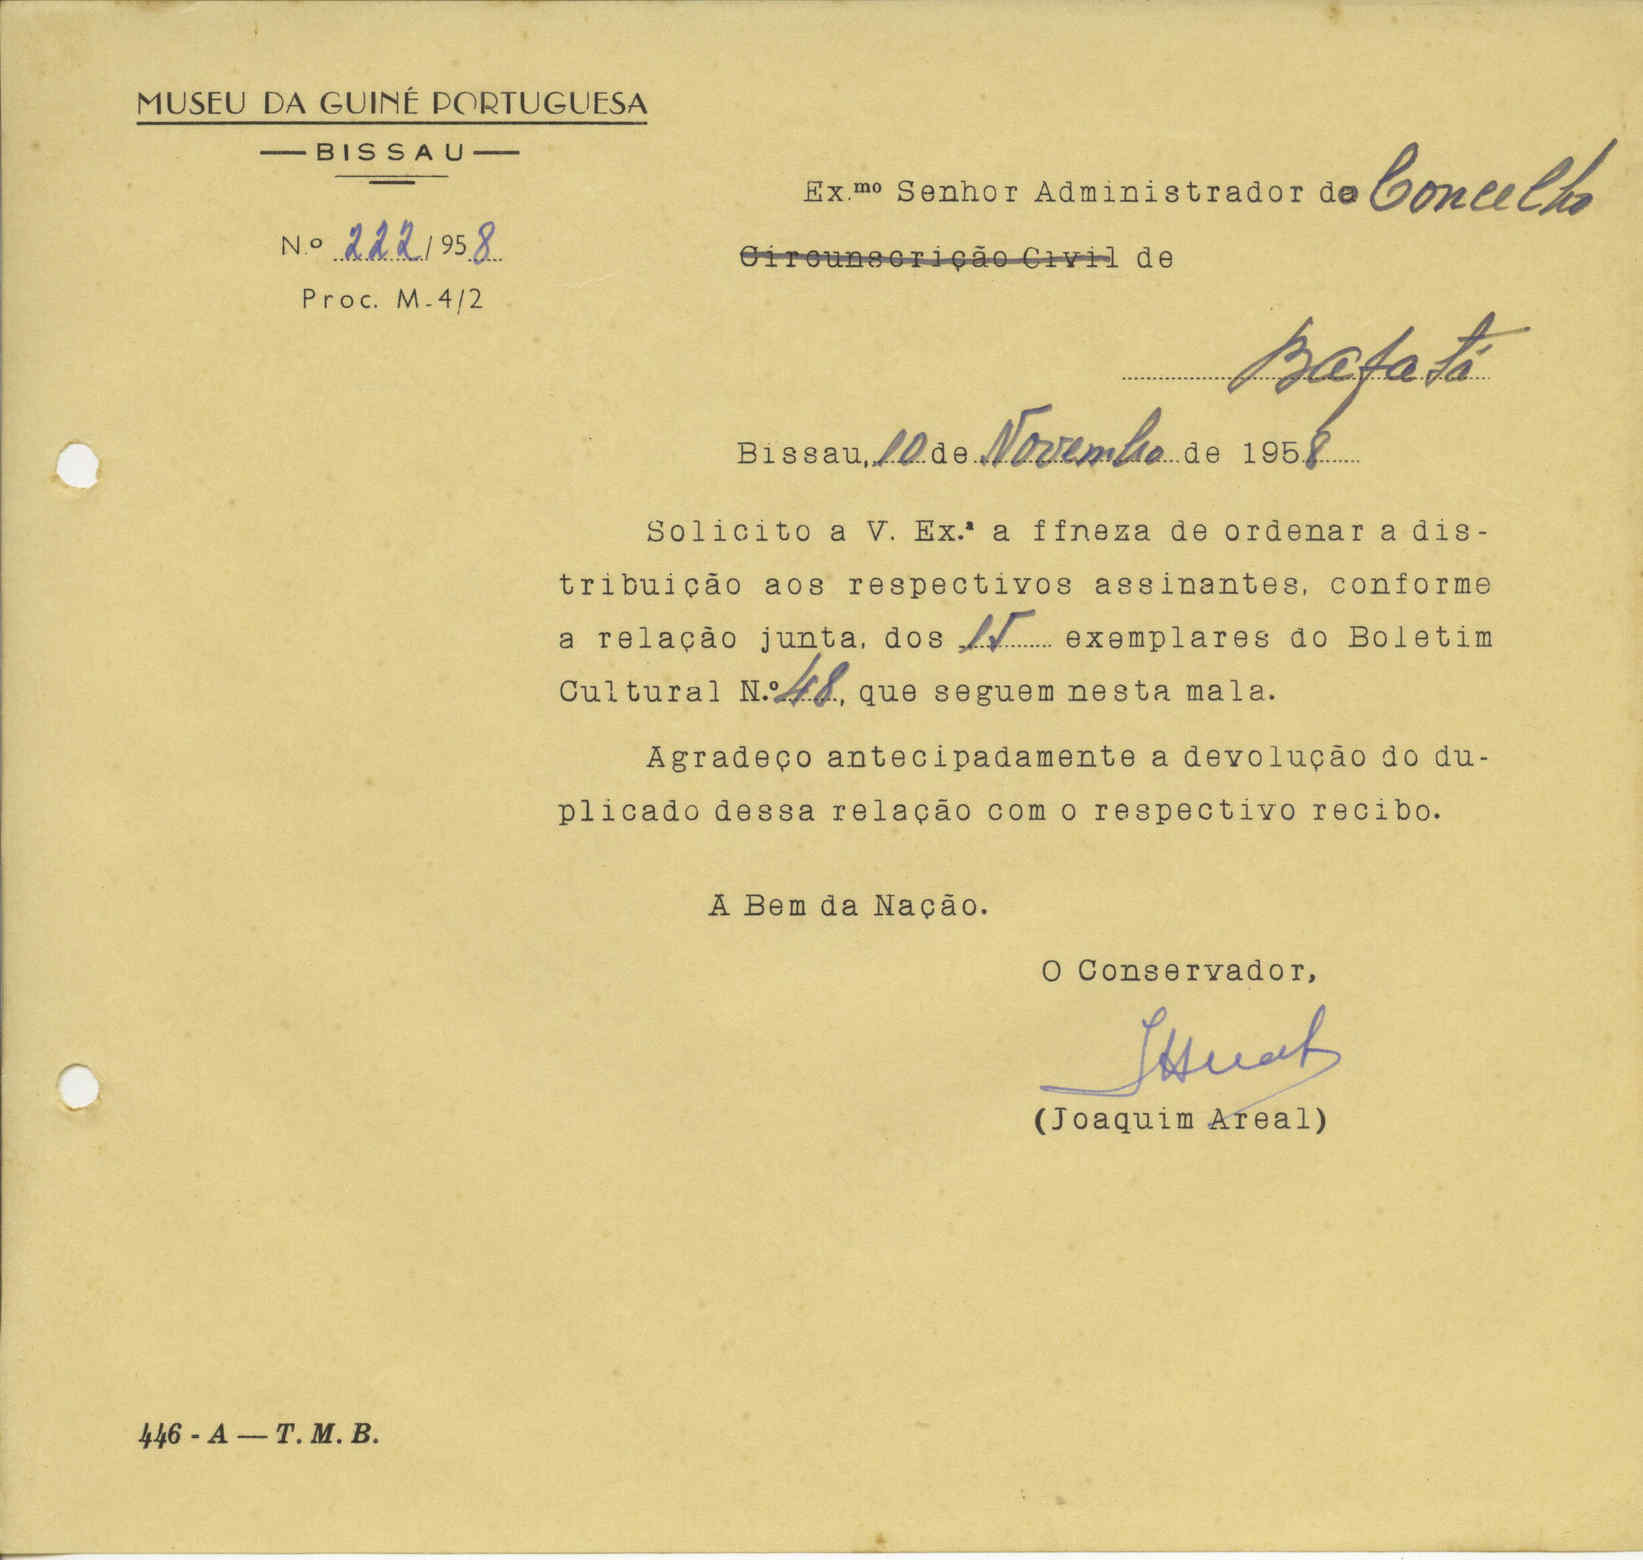 MUSEU DA GUINÉ PORTUGUESA
— BISSAU —
N.o 222/958
Proc. M-4/2
Ex.mo Senhor Administrador do Concelho
Circunscrição Civil de
Bafatá
Bissau, 10 de Novembro de 1958
Solicito a V. Ex.ª a ffneza de ordenar a dis-
tribuição aos respectivos assinantes, conforme
a relação junta, dos 15 exemplares do Boletim
Cultural N.º 48, que seguem nesta mala.
Agradeço antecipadamente a devolução do du-
plicado dessa relação com o respectivo recibo.
A Bem da Nação.
O Conservador,
(Joaquim Areal)
446 - A — T. M. B.